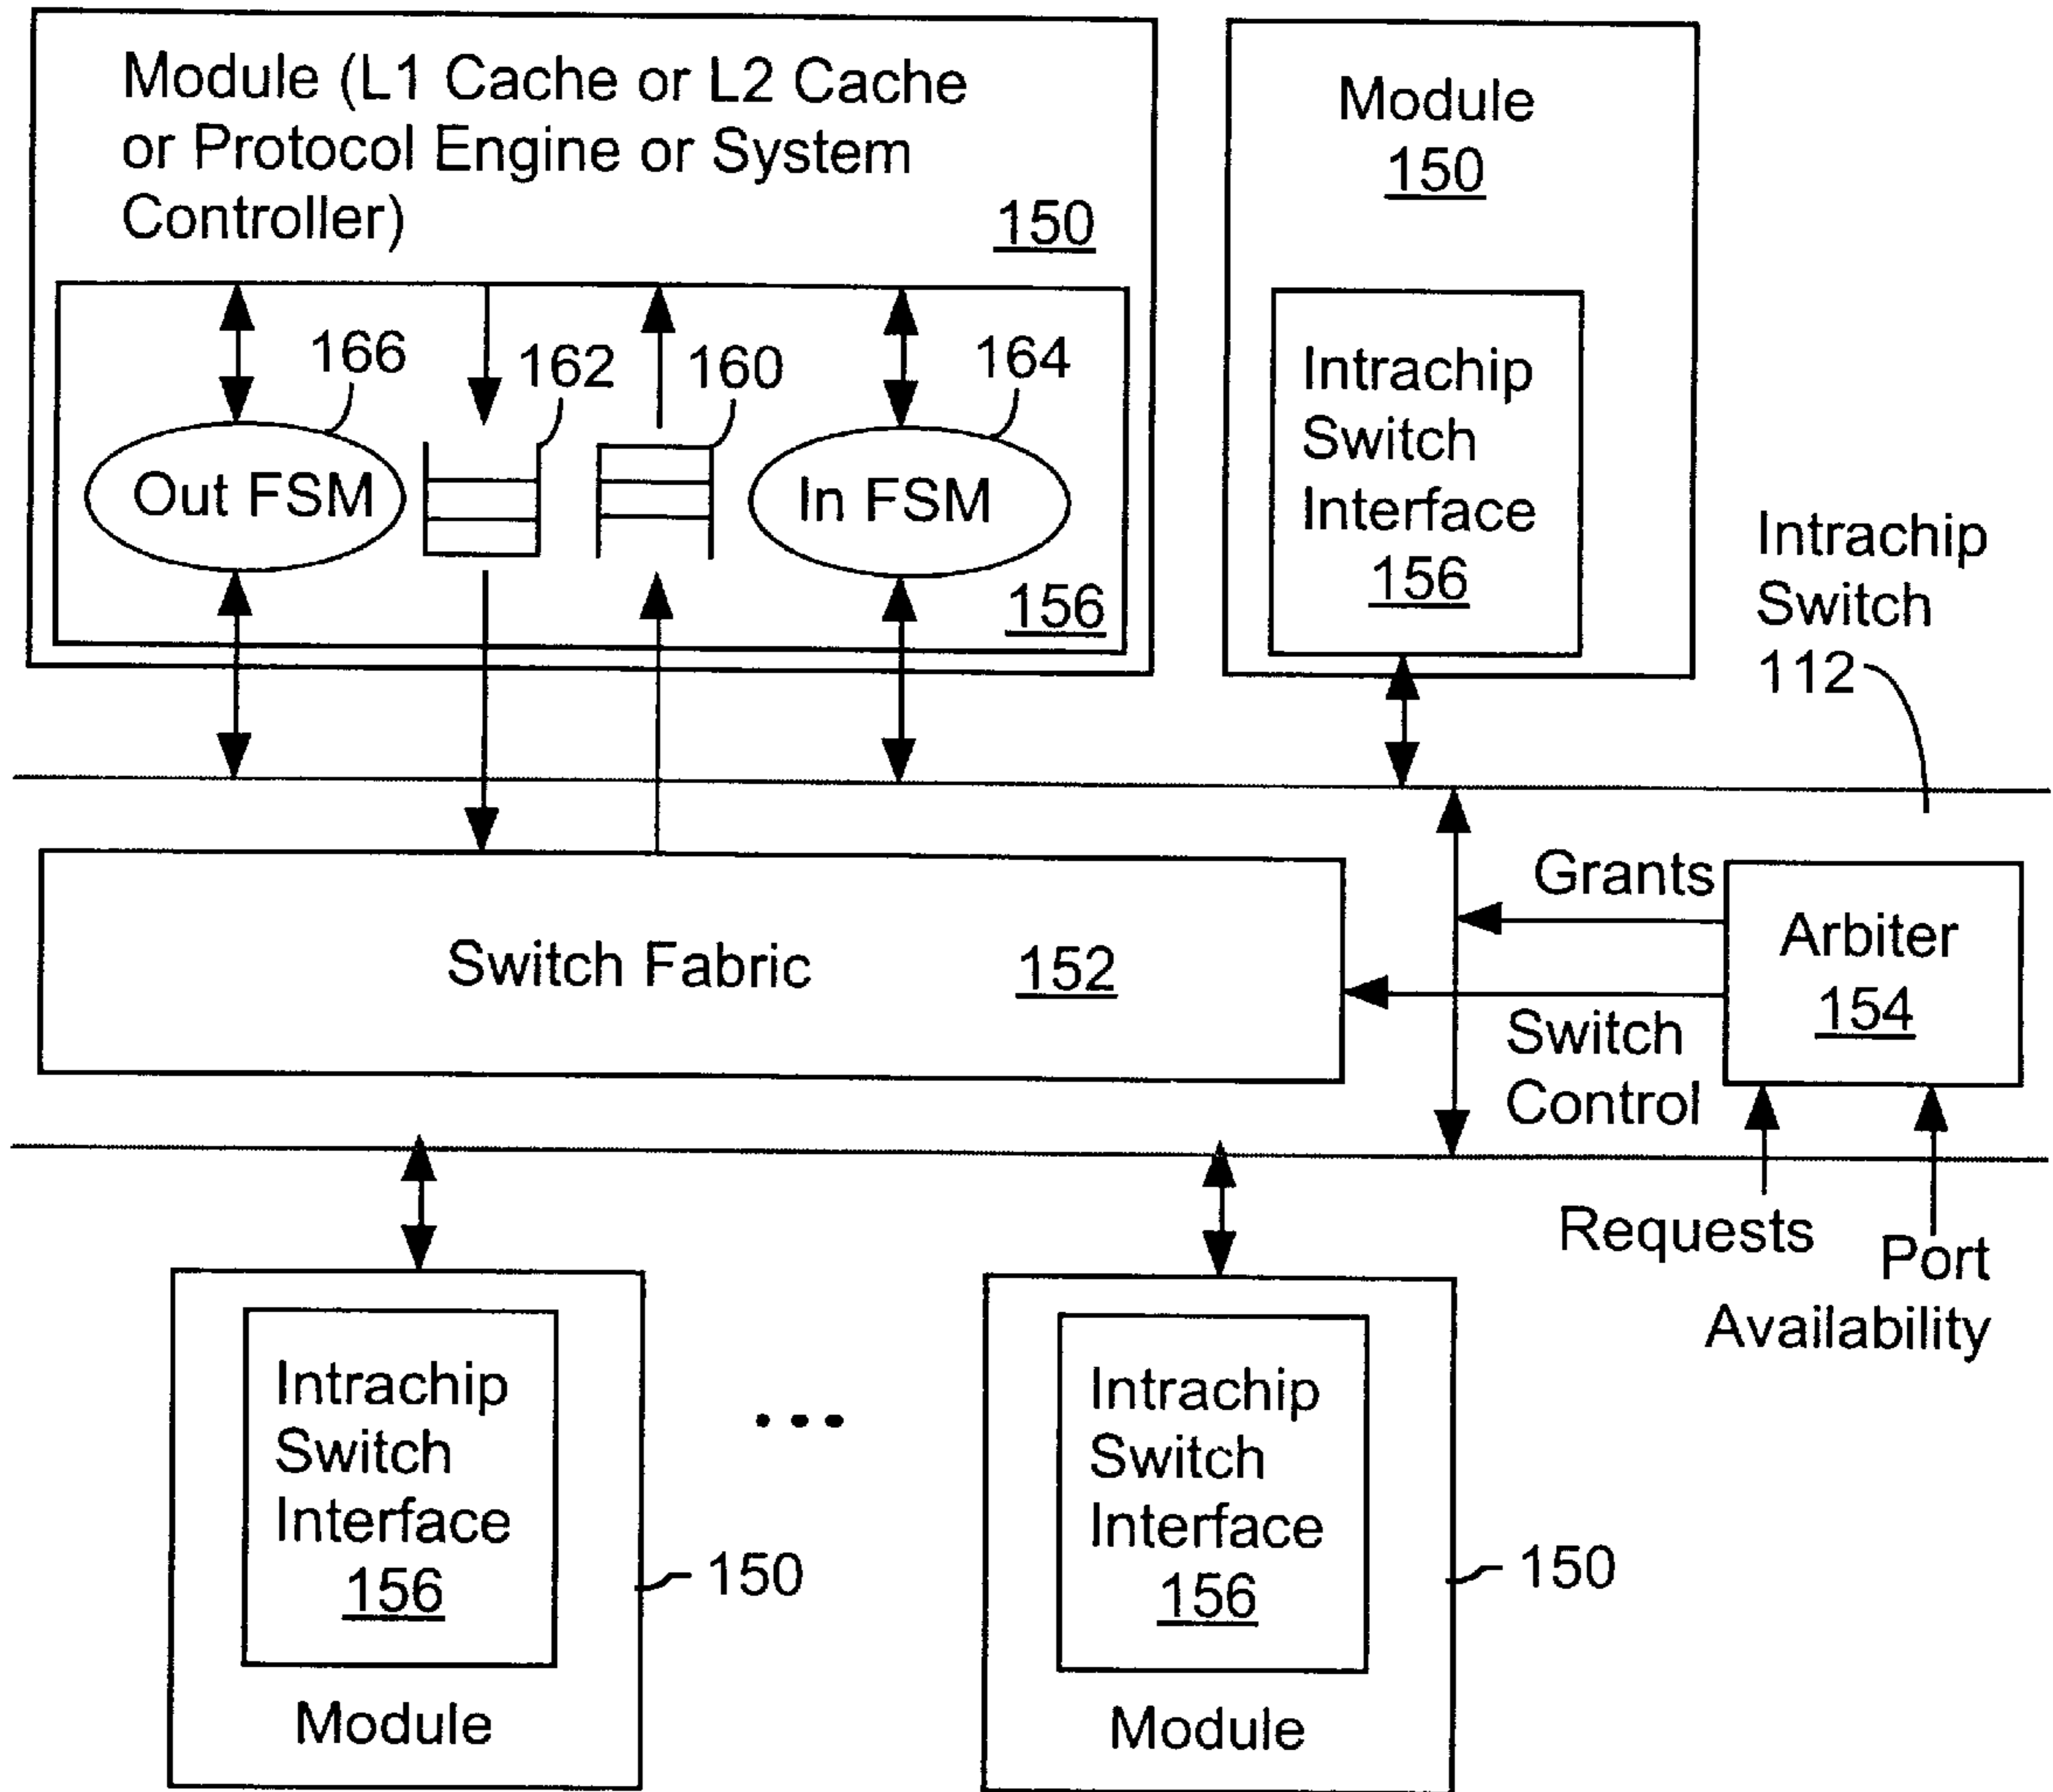 Module (L1 Cache or L2 Cache
or Protocol Engine or System
Controller)
150
166
162
160
164
Out FSM
In FSM
156
Module
150
Intrachip
Switch
Interface
156
Intrachip
Switch
112
Switch Fabric 152
Grants
Switch
Control
Arbiter
154
Requests
Port
Availability
Intrachip
Switch
Interface
156
Module
150
...
Intrachip
Switch
Interface
156
Module
150